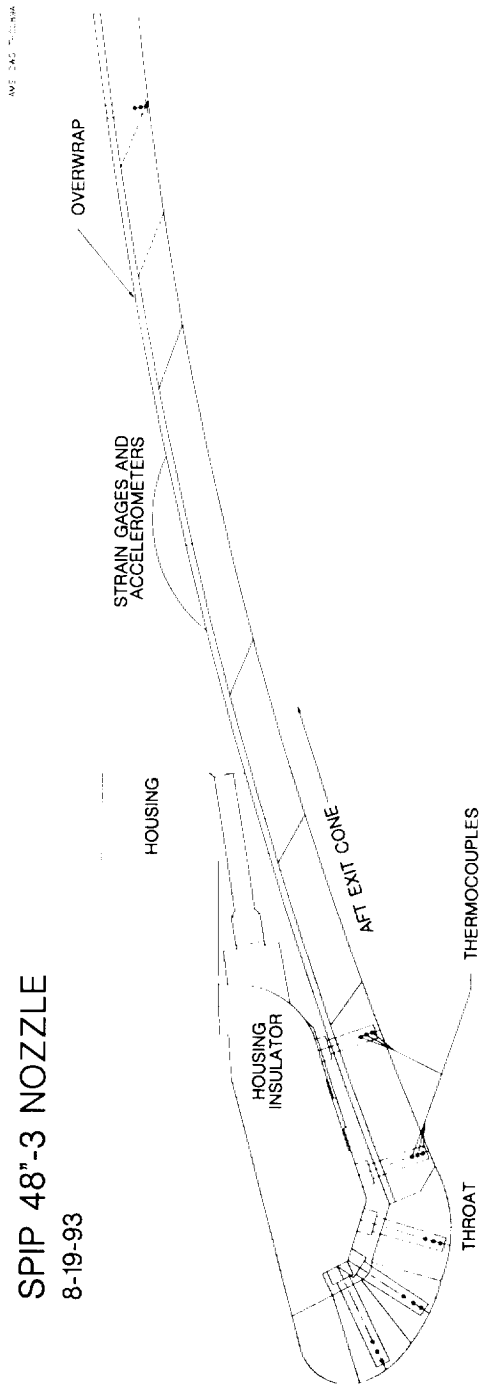 SPIP 48"-3 NOZZLE
8-19-93
OVERWRAP
STRAIN GAGES AND
ACCELEROMETERS
HOUSING
HOUSING
INSULATOR
AFT EXIT CONE
THERMOCOUPLES
THROAT